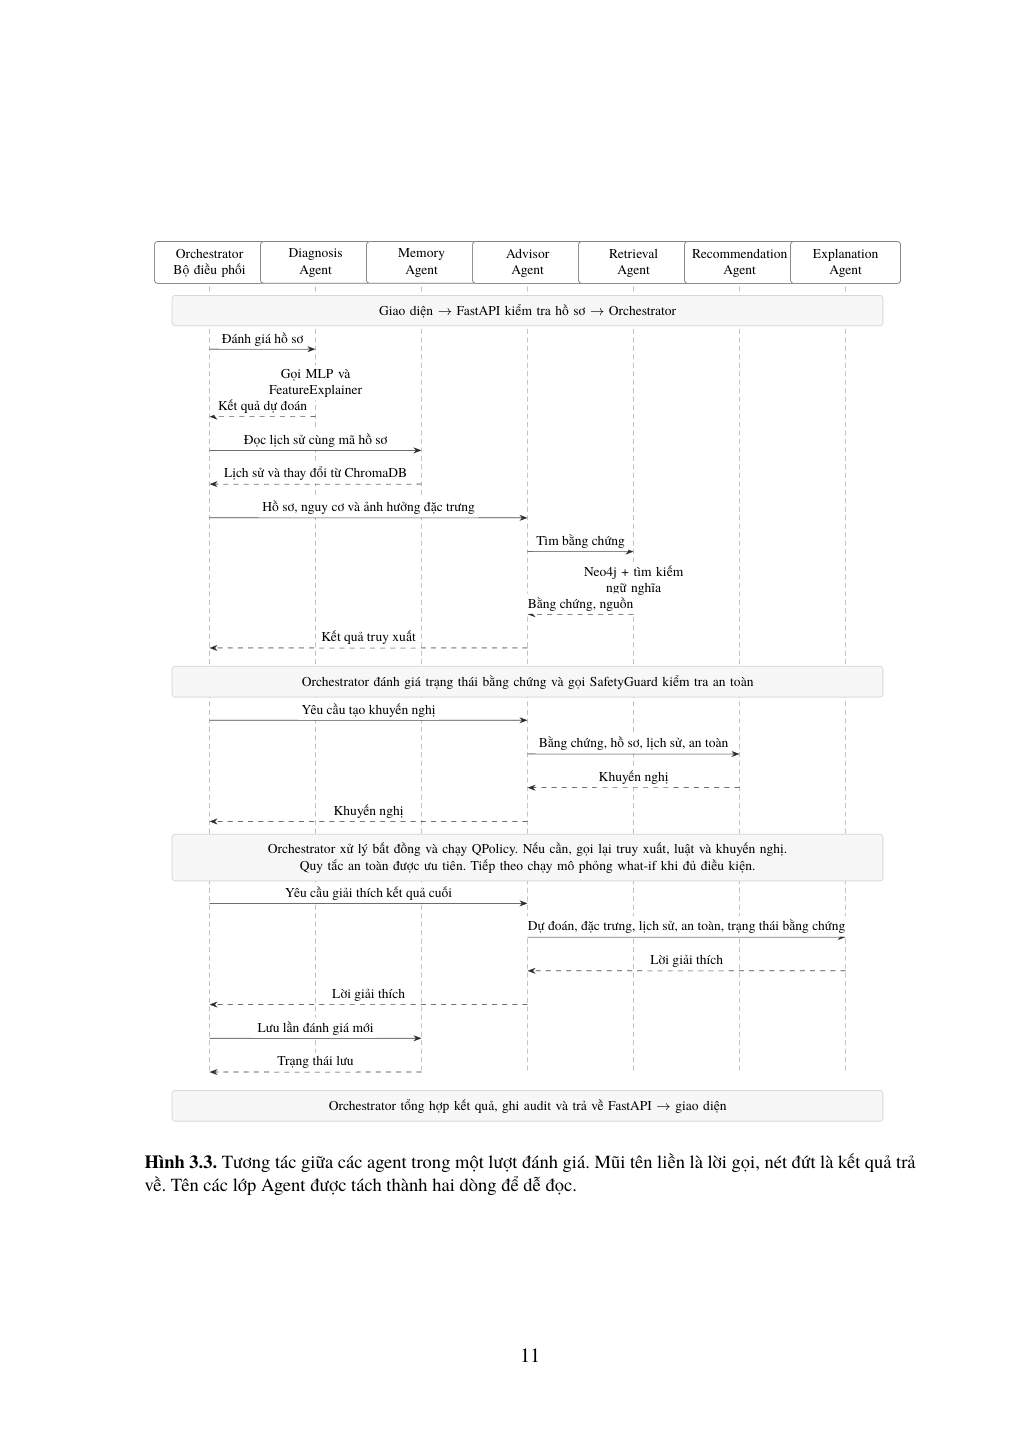 Orchestrator
Bộ điều phối
Diagnosis
Agent
Memory
Agent
Advisor
Agent
Retrieval
Agent
Recommendation
Agent
Explanation
Agent
Giao diện → FastAPI kiểm tra hồ sơ → Orchestrator
Đánh giá hồ sơ
Gọi MLP và
FeatureExplainer
Kết quả dự đoán
Đọc lịch sử cùng mã hồ sơ
Lịch sử và thay đổi từ ChromaDB
Hồ sơ, nguy cơ và ảnh hưởng đặc trưng
Tìm bằng chứng
Neo4j + tìm kiếm
ngữ nghĩa
Bằng chứng, nguồn
Kết quả truy xuất
Orchestrator đánh giá trạng thái bằng chứng và gọi SafetyGuard kiểm tra an toàn
Yêu cầu tạo khuyến nghị
Bằng chứng, hồ sơ, lịch sử, an toàn
Khuyến nghị
Khuyến nghị
Orchestrator xử lý bất đồng và chạy QPolicy. Nếu cần, gọi lại truy xuất, luật và khuyến nghị.
Quy tắc an toàn được ưu tiên. Tiếp theo chạy mô phỏng what-if khi đủ điều kiện.
Yêu cầu giải thích kết quả cuối
Dự đoán, đặc trưng, lịch sử, an toàn, trạng thái bằng chứng
Lời giải thích
Lời giải thích
Lưu lần đánh giá mới
Trạng thái lưu
Orchestrator tổng hợp kết quả, ghi audit và trả về FastAPI → giao diện
Hình 3.3. Tương tác giữa các agent trong một lượt đánh giá. Mũi tên liền là lời gọi, nét đứt là kết quả trả
về. Tên các lớp Agent được tách thành hai dòng để dễ đọc.
11